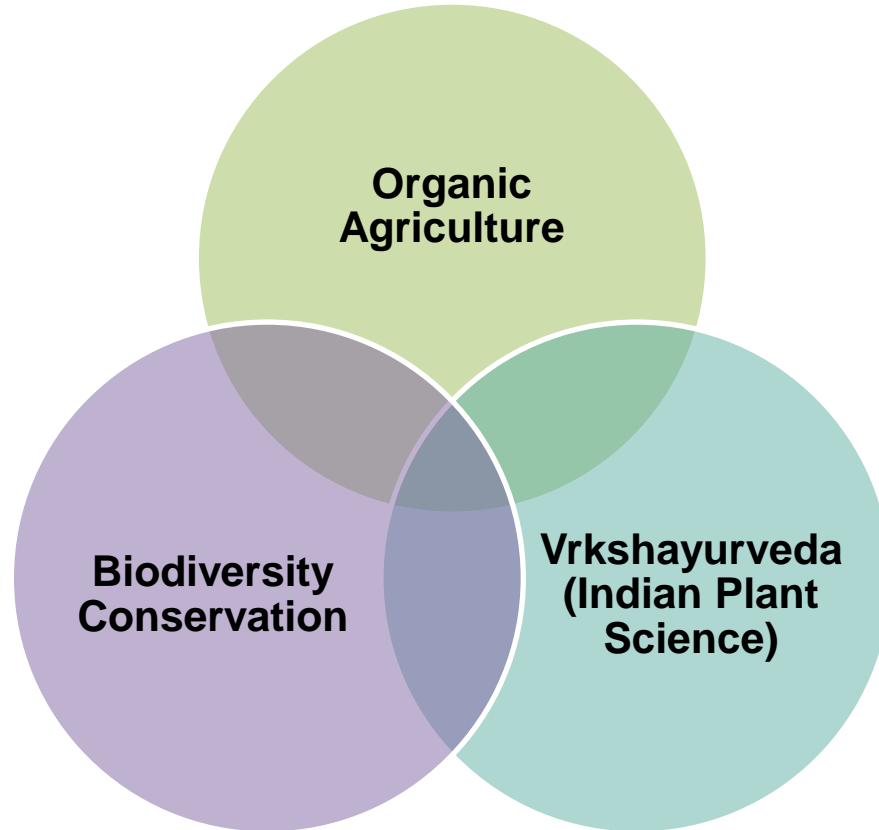 Organic
Agriculture
Biodiversity
Conservation
Vrkshayurveda
(Indian Plant
Science)